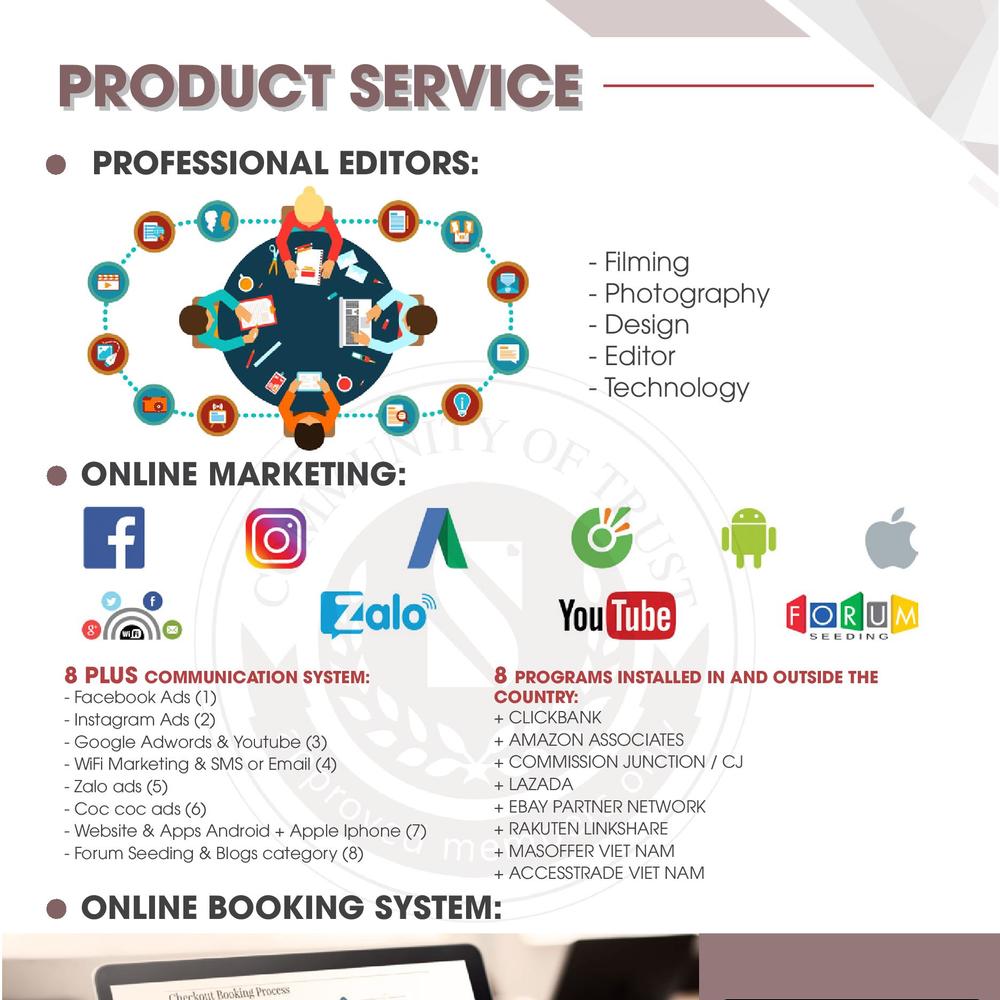 PRODUCT SERVICE
PROFESSIONAL EDITORS:
- Filming
- Photography
- Design
- Editor
- Technology
COMMUNITY OF TRUST
ONLINE MARKETING:
WiFi
Zalo
YouTube
FORUM
SEEDING
8 PLUS COMMUNICATION SYSTEM:
- Facebook Ads (1)
- Instagram Ads (2)
- Google Adwords & Youtube (3)
- WiFi Marketing & SMS or Email (4)
- Zalo ads (5)
- Coc coc ads (6)
- Website & Apps Android + Apple Iphone (7)
- Forum Seeding & Blogs category (8)
8 PROGRAMS INSTALLED IN AND OUTSIDE THE
COUNTRY:
+ CLICKBANK
+ AMAZON ASSOCIATES
+ COMMISSION JUNCTION / CJ
+ LAZADA
+ EBAY PARTNER NETWORK
+ RAKUTEN LINKSHARE
+ MASOFFER VIET NAM
+ ACCESSTRADE VIET NAM
ONLINE BOOKING SYSTEM:
Checkout Booking Process